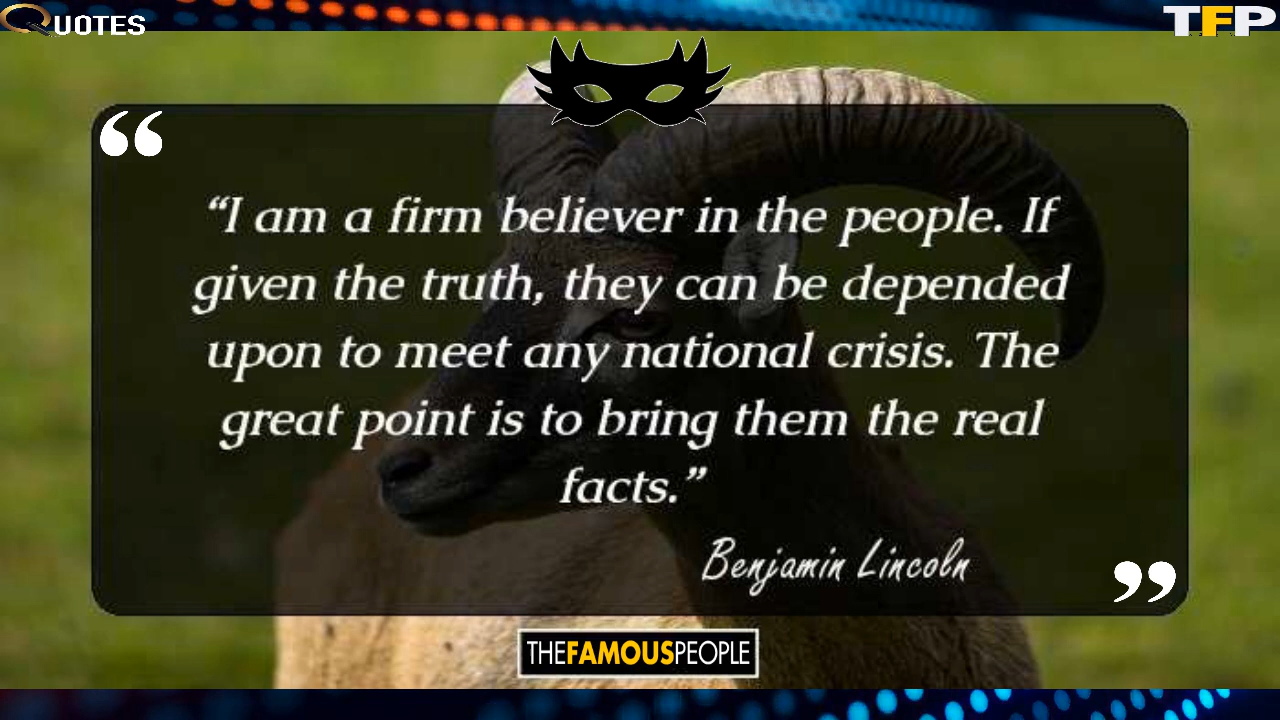 QUOTES
TFP
“
“I am a firm believer in the people. If
given the truth, they can be depended
upon to meet any national crisis. The
great point is to bring them the real
facts.”
Benjamin Lincoln
”
THEFAMOUSPEOPLE